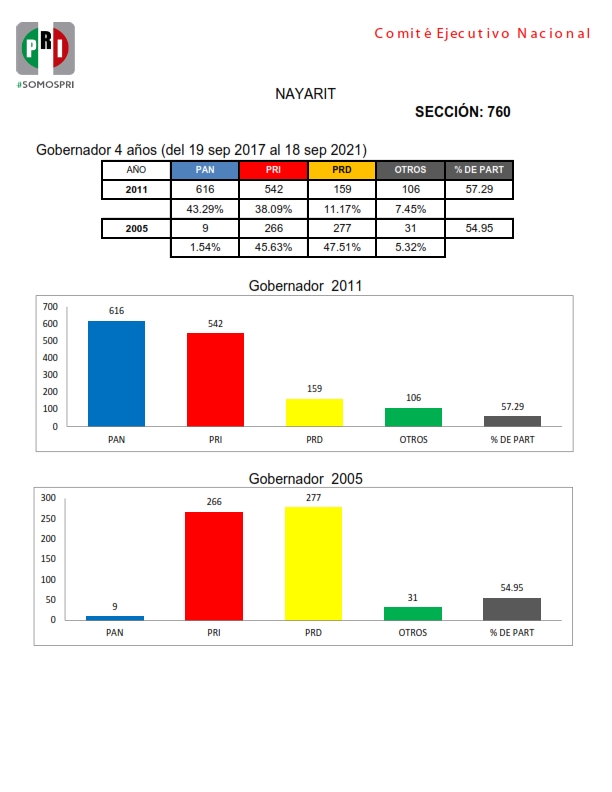 Comité Ejecutivo Nacional
PRI
#SOMOSPRI
NAYARIT
SECCIÓN: 760
Gobernador 4 años (del 19 sep 2017 al 18 sep 2021)
AÑO PAN PRI PRD OTROS % DE PART
2011 616 542 159 106 57.29
43.29% 38.09% 11.17% 7.45%
2005 9 266 277 31 54.95
1.54% 45.63% 47.51% 5.32%
Gobernador 2011
700
600
500
400
300
200
100
0
616
542
159
106
57.29
PAN PRI PRD OTROS % DE PART
Gobernador 2005
300
250
200
150
100
50
0
9
266
277
31
54.95
PAN PRI PRD OTROS % DE PART